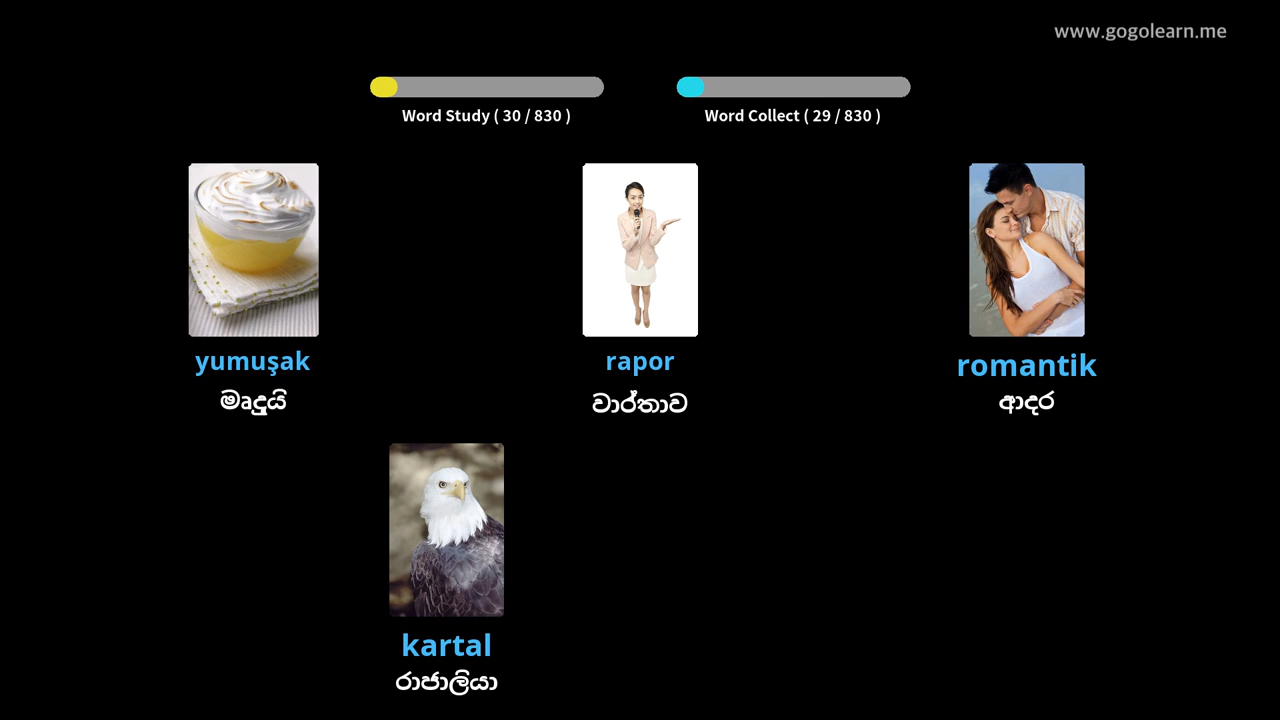 www.gogolearn.me
Word Study ( 30 / 830 )
Word Collect ( 29 / 830 )
yumuşak
මෘදුයි
rapor
වාර්තාව
romantik
ආදර
kartal
රාජාලියා